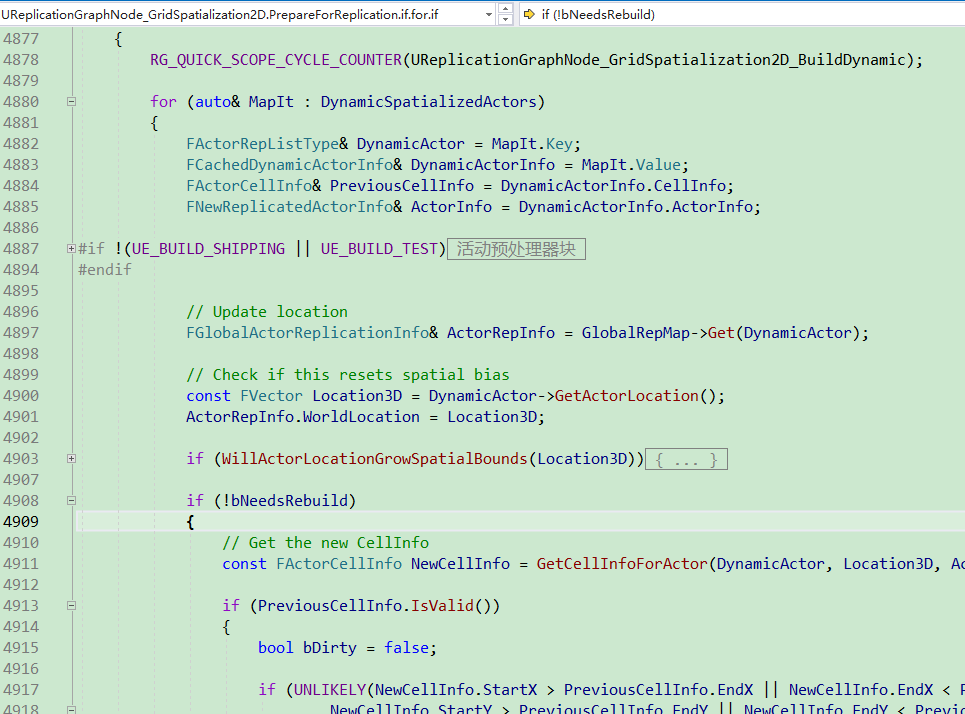 UReplicationGraphNode_GridSpatialization2D.PrepareForReplication.if.for.if if (!bNeedsRebuild)
4877 {
4878 RG_QUICK_SCOPE_CYCLE_COUNTER(UReplicationGraphNode_GridSpatialization2D_BuildDynamic);
4879
4880 for (auto& MapIt : DynamicSpatializedActors)
4881 {
4882 FActorRepListType& DynamicActor = MapIt.Key;
4883 FCachedDynamicActorInfo& DynamicActorInfo = MapIt.Value;
4884 FActorCellInfo& PreviousCellInfo = DynamicActorInfo.CellInfo;
4885 FNewReplicatedActorInfo& ActorInfo = DynamicActorInfo.ActorInfo;
4886
4887 #if !(UE_BUILD_SHIPPING || UE_BUILD_TEST) 活动预处理器块
4894 #endif
4895
4896 // Update location
4897 FGlobalActorReplicationInfo& ActorRepInfo = GlobalRepMap->Get(DynamicActor);
4898
4899 // Check if this resets spatial bias
4900 const FVector Location3D = DynamicActor->GetActorLocation();
4901 ActorRepInfo.WorldLocation = Location3D;
4902
4903 if (WillActorLocationGrowSpatialBounds(Location3D)) { ... }
4907
4908 if (!bNeedsRebuild)
4909 {
4910 // Get the new CellInfo
4911 const FActorCellInfo NewCellInfo = GetCellInfoForActor(DynamicActor, Location3D,
4912
4913 if (PreviousCellInfo.IsValid())
4914 {
4915 bool bDirty = false;
4916
4917 if (UNLIKELY(NewCellInfo.StartX > PreviousCellInfo.EndX || NewCellInfo.EndX <
4918 NewCellInfo.StartY > PreviousCellInfo.EndY || NewCellInfo.EndY <